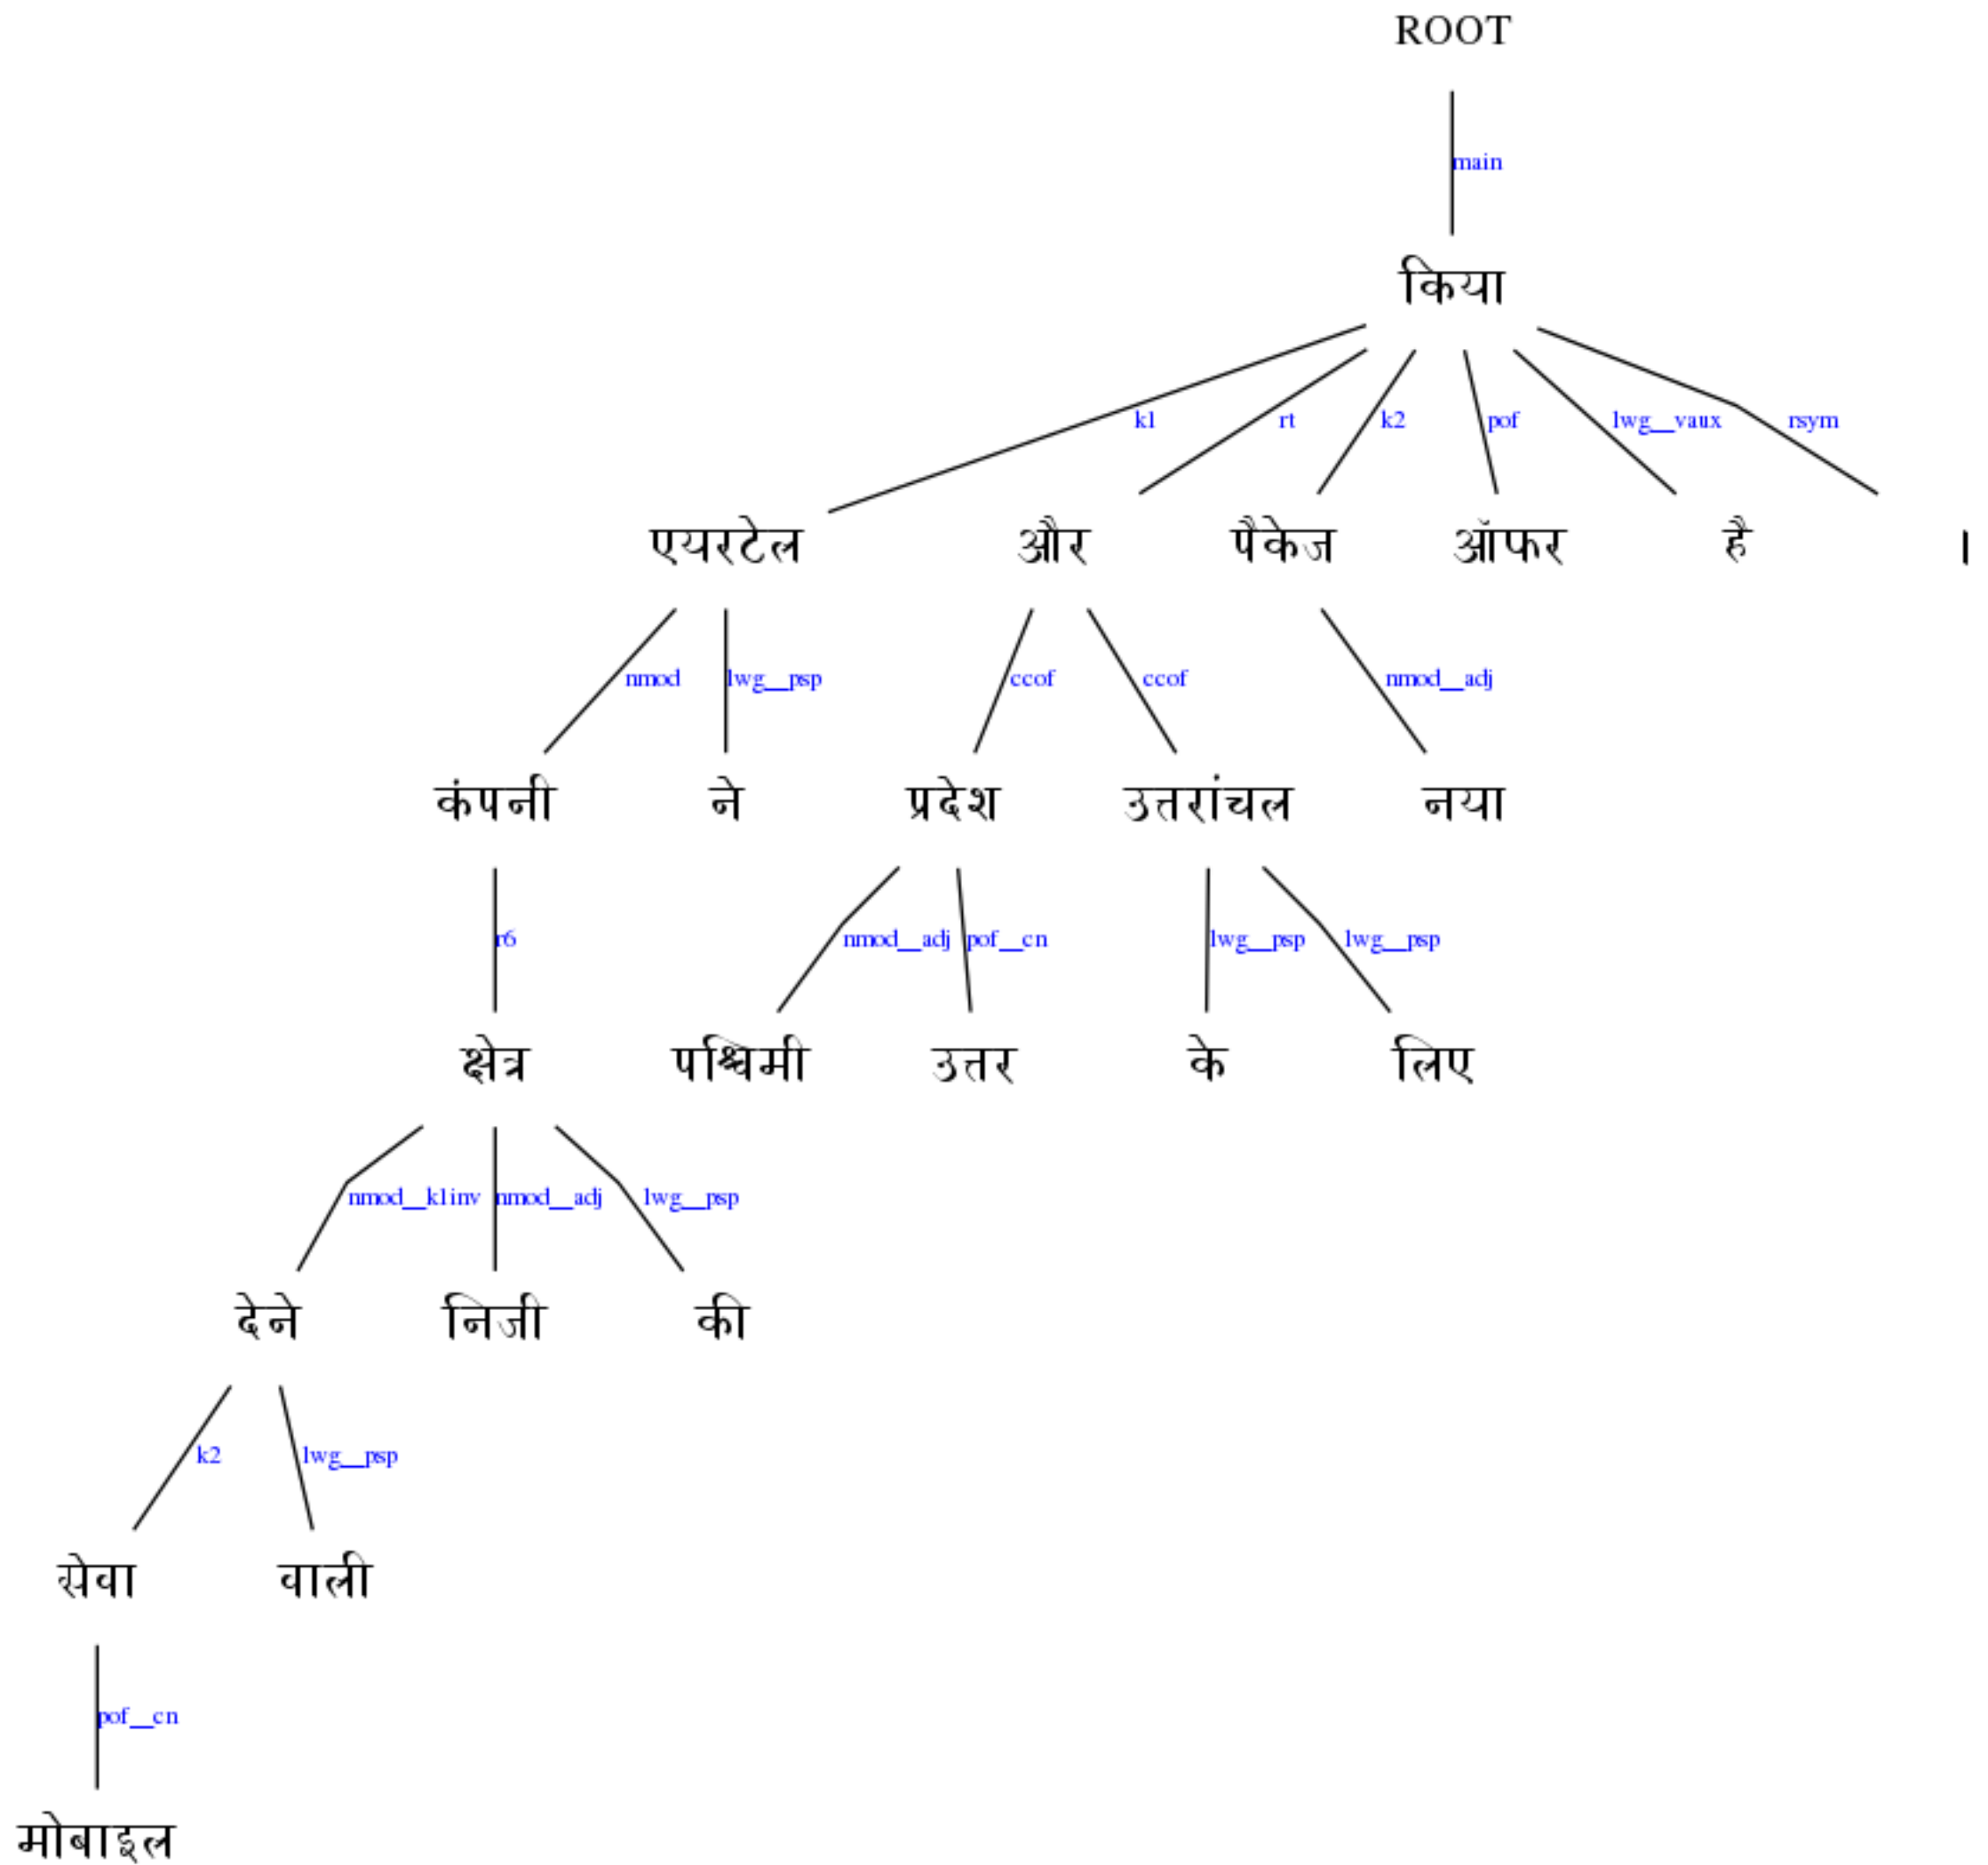 ROOT
main
किया
k1 rt k2 pof lwg__vaux rsym
एयरटेल और पैकेज ऑफर है ।
nmod lwg__psp ccof ccof nmod__adj
कंपनी ने प्रदेश उत्तरांचल नया
r6 nmod__adj pof__cn lwg__psp lwg__psp
क्षेत्र पश्चिमी उत्तर के लिए
nmod__k1inv nmod__adj lwg__psp
देने निजी की
k2 lwg__psp
सेवा वाली
pof__cn
मोबाइल